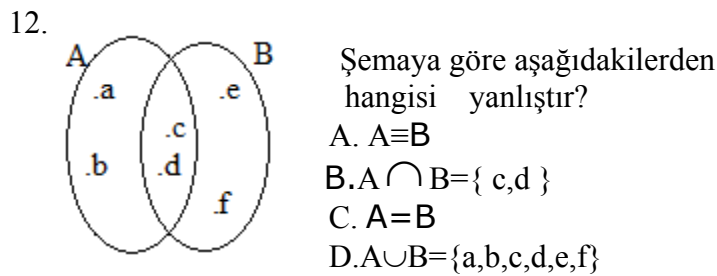 12.
A B
.a .e
.c
.b .d
.f
Şemaya göre aşağıdakilerden
hangisi yanlıştır?
A. A≡B
B.A ∩ B={ c,d }
C. A=B
D.A∪B={a,b,c,d,e,f}